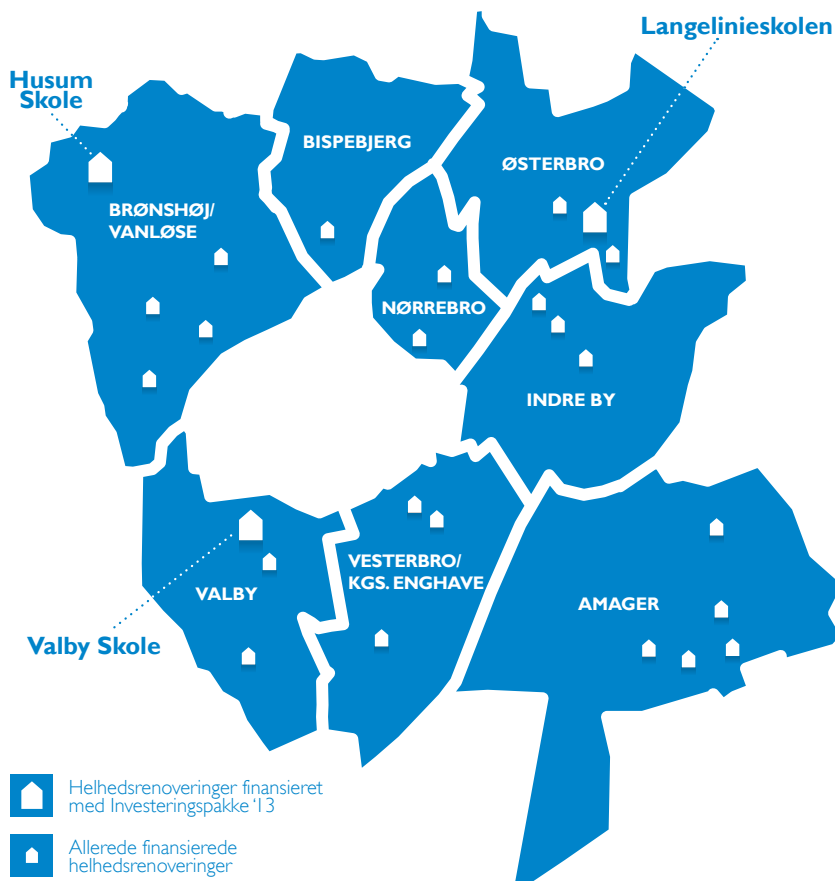 Langelinieskolen
Husum
Skole
BISPEBJERG
ØSTERBRO
BRØNSHØJ/
VANLØSE
NØRREBRO
INDRE BY
VESTERBRO/
KGS. ENGHAVE
VALBY
AMAGER
Valby Skole
Helhedsrenoveringer finansieret
med Investeringspakke ‘13
Allerede finansierede
helhedsrenoveringer